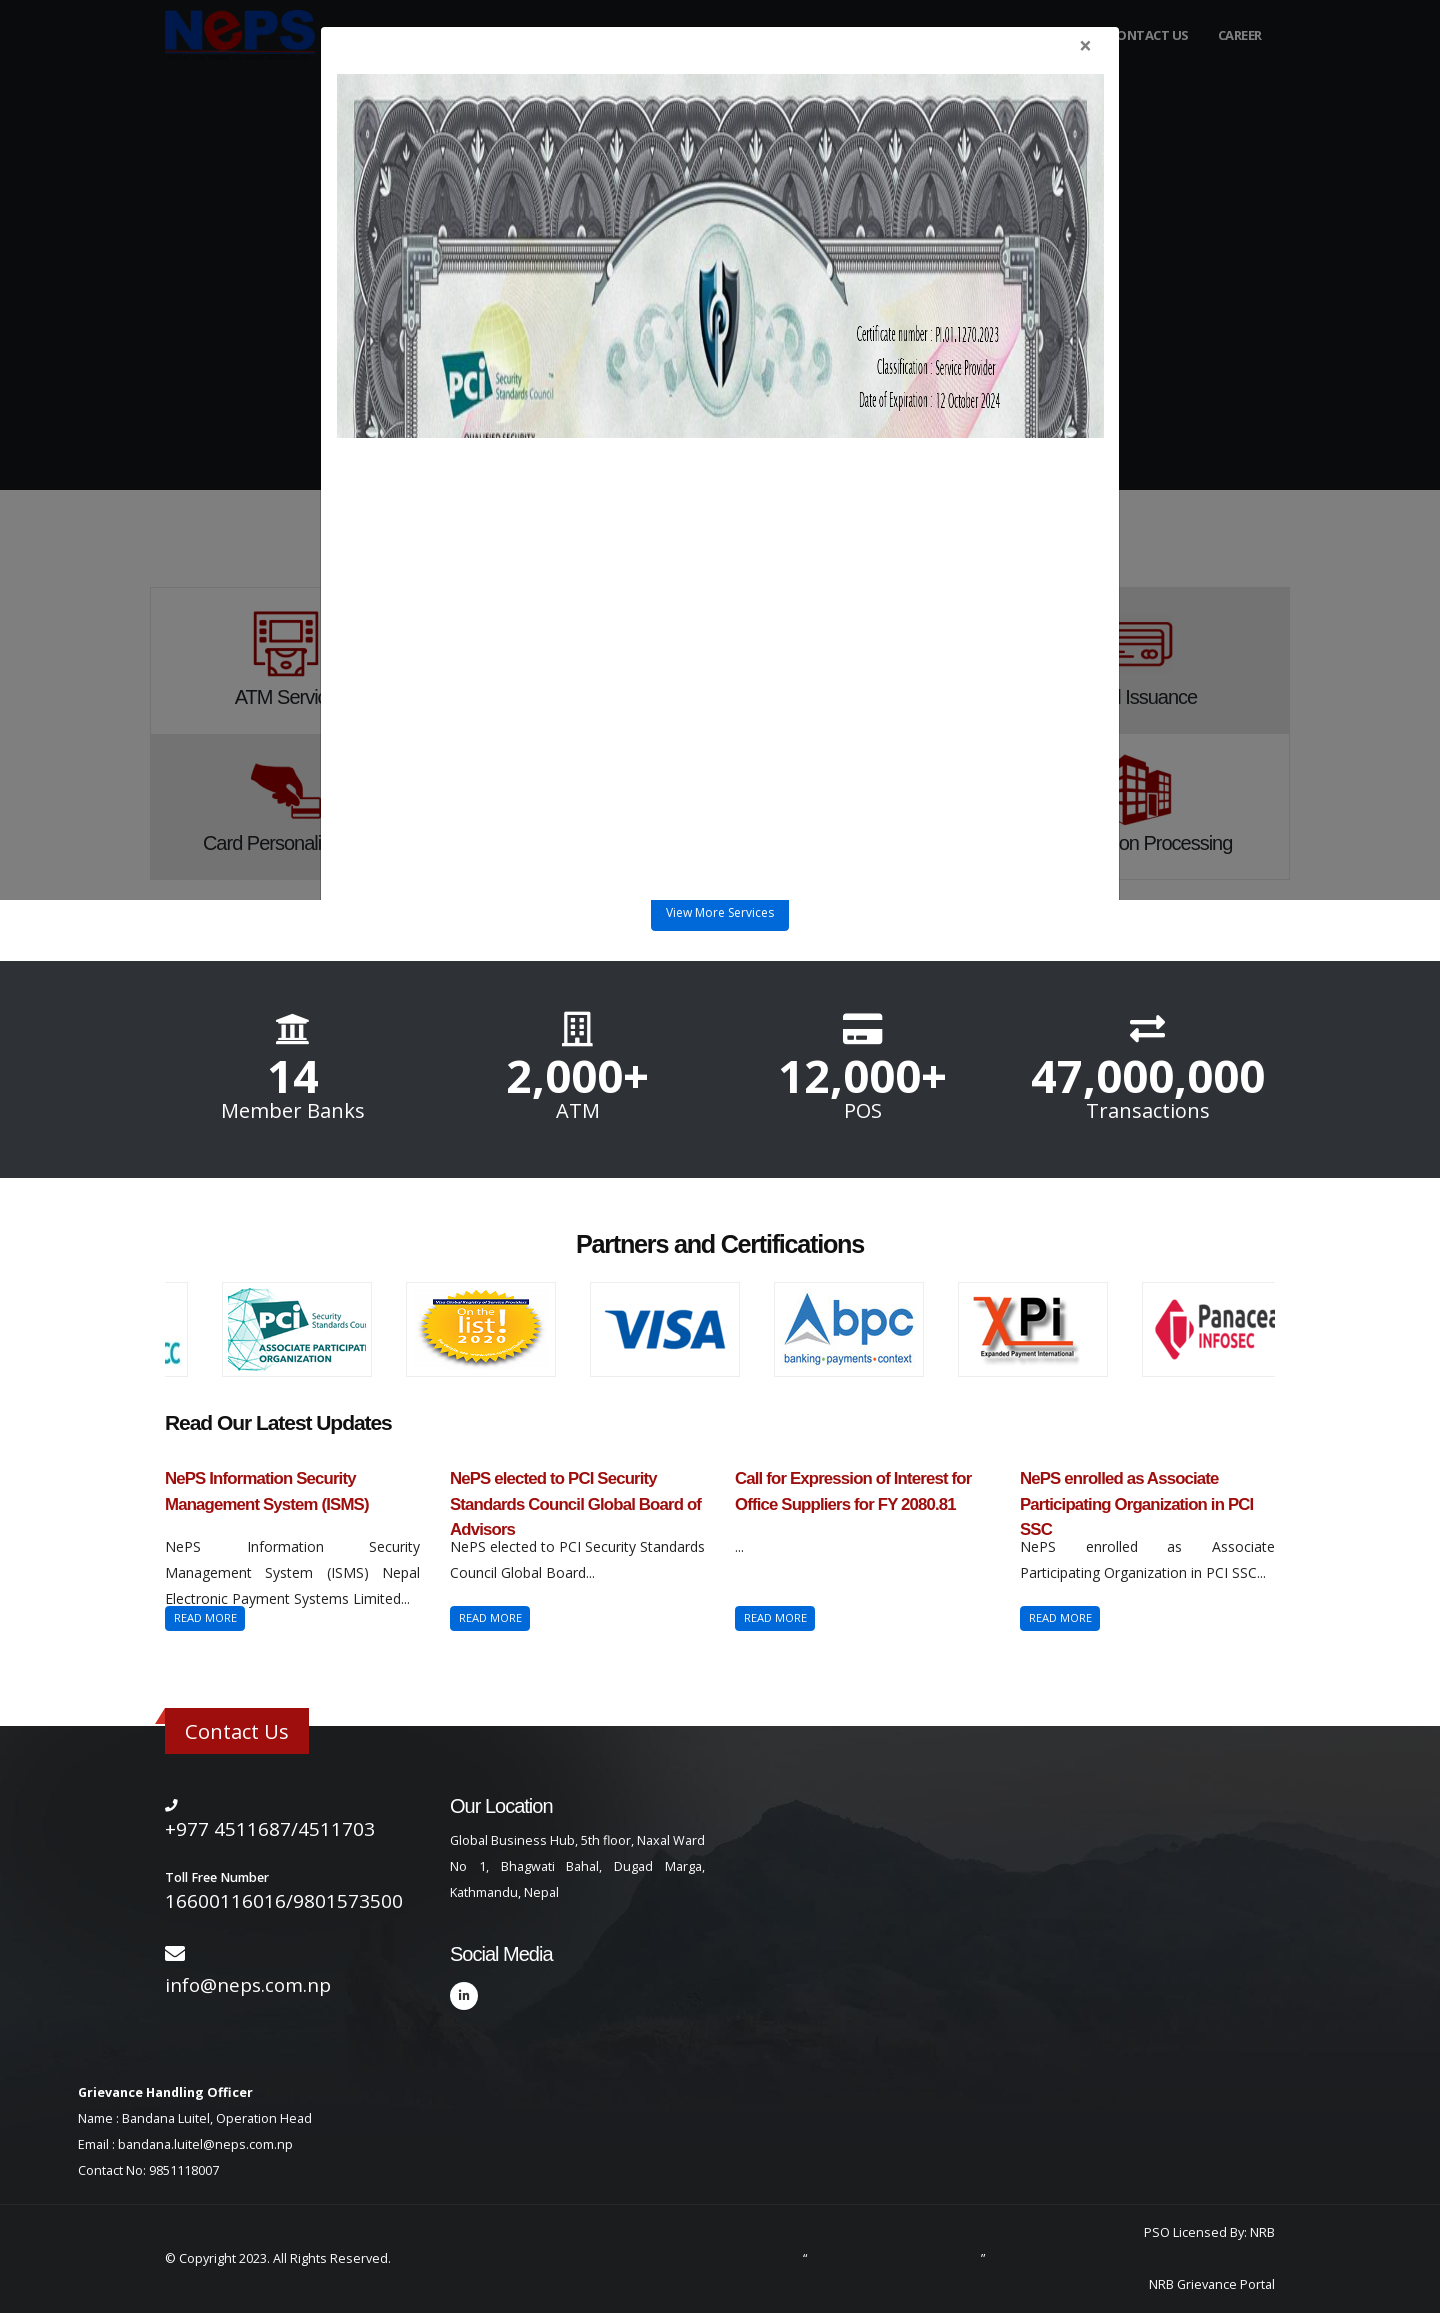 NePS
ONTACT US
CAREER
×
Certificate number : PI,01,1270,2023
Classification : Service Provider
Date of Expiration : 12 October 2024
PCI Security
Standards Council
QUALIFIED SECURITY
ATM Servic
Issuance
Card Personali
on Processing
View More Services
14
Member Banks
2,000+
ATM
12,000+
POS
47,000,000
Transactions
Partners and Certifications
PCI Security
Standards Coun
ASSOCIATE PARTICIPATI
ORGANIZATION
Visa Global Registry of Service Providers
On the
list!
2020
VISA
bpc
banking•payments•context
XPi
Expanded Payment International
Panacea
INFOSEC
Read Our Latest Updates
NePS Information Security
Management System (ISMS)
NePS Information Security
Management System (ISMS) Nepal
Electronic Payment Systems Limited...
READ MORE
NePS elected to PCI Security
Standards Council Global Board of
Advisors
NePS elected to PCI Security Standards
Council Global Board...
READ MORE
Call for Expression of Interest for
Office Suppliers for FY 2080.81
...
READ MORE
NePS enrolled as Associate
Participating Organization in PCI
SSC
NePS enrolled as Associate
Participating Organization in PCI SSC...
READ MORE
Contact Us
+977 4511687/4511703
Toll Free Number
16600116016/9801573500
info@neps.com.np
Our Location
Global Business Hub, 5th floor, Naxal Ward
No 1, Bhagwati Bahal, Dugad Marga,
Kathmandu, Nepal
Social Media
in
Grievance Handling Officer
Name : Bandana Luitel, Operation Head
Email : bandana.luitel@neps.com.np
Contact No: 9851118007
© Copyright 2023. All Rights Reserved.
“ ”
PSO Licensed By: NRB
NRB Grievance Portal